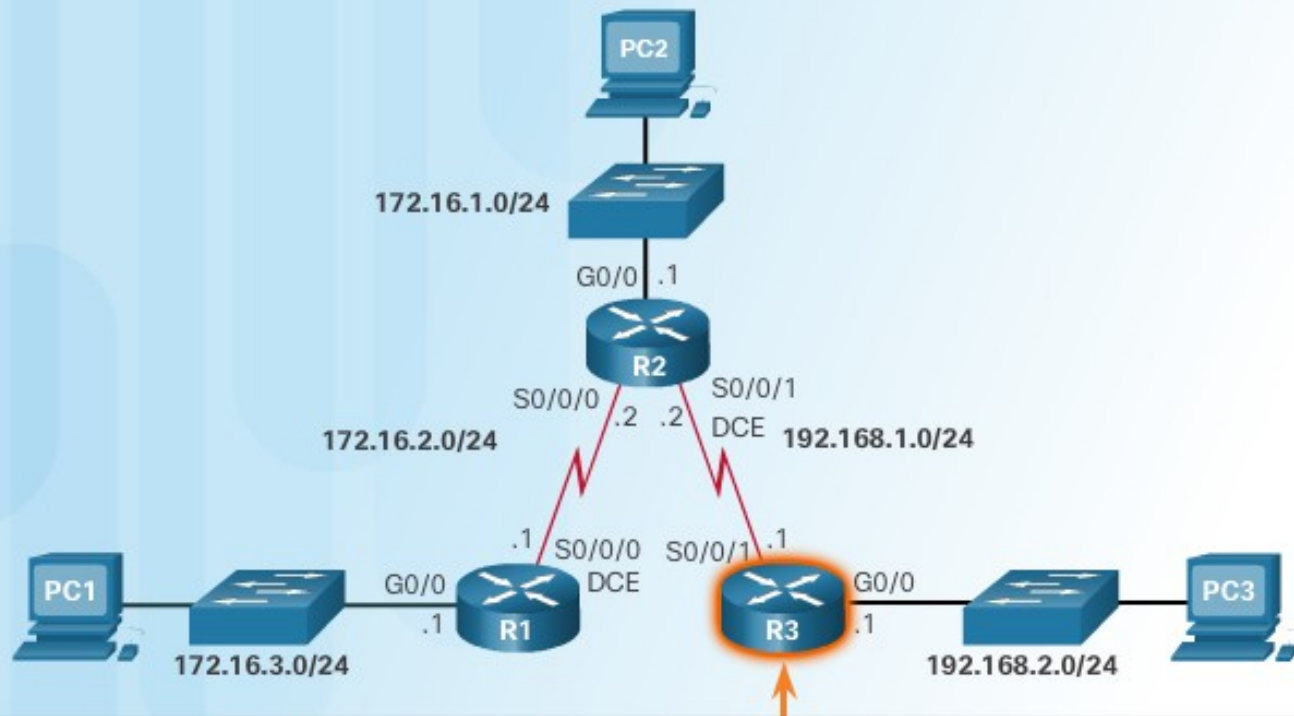 PC2
172.16.1.0/24
G0/0 .1
R2
S0/0/0 .2 .2 S0/0/1
DCE
172.16.2.0/24
192.168.1.0/24
.1 S0/0/0
DCE
S0/0/1 .1
PC1
G0/0
.1
R1
R3
G0/0
.1
PC3
172.16.3.0/24
192.168.2.0/24